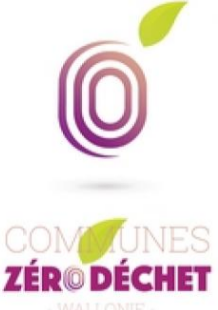 COMMUNES
ZÉRO DÉCHET
- WALLONIE -